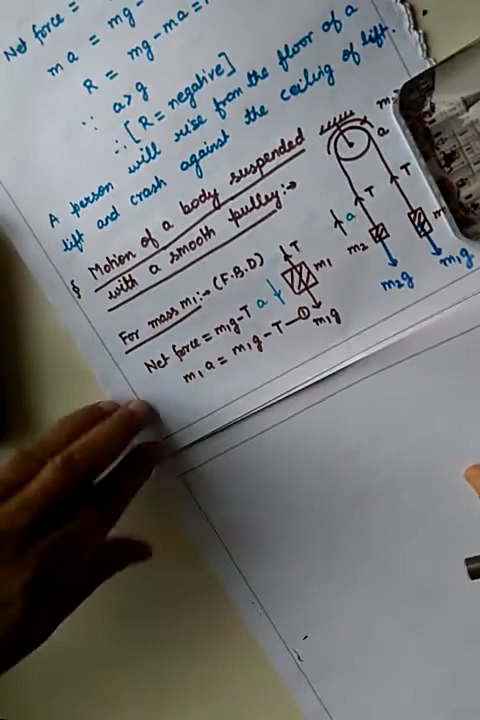 Net force =
ma = mg-
R = mg-ma =
∵ a>g
∴ [R = negative]
A person will rise from the floor of a
lift and crash against the ceiling of lift.
§ Motion of a body suspended
with a smooth pulley:→
a
T
T
a
m2
m2g
m1g
For mass m1:→ (F.B.D)
T
m1
a
m1g
Net force = m1g-T
m1a = m1g-T—①